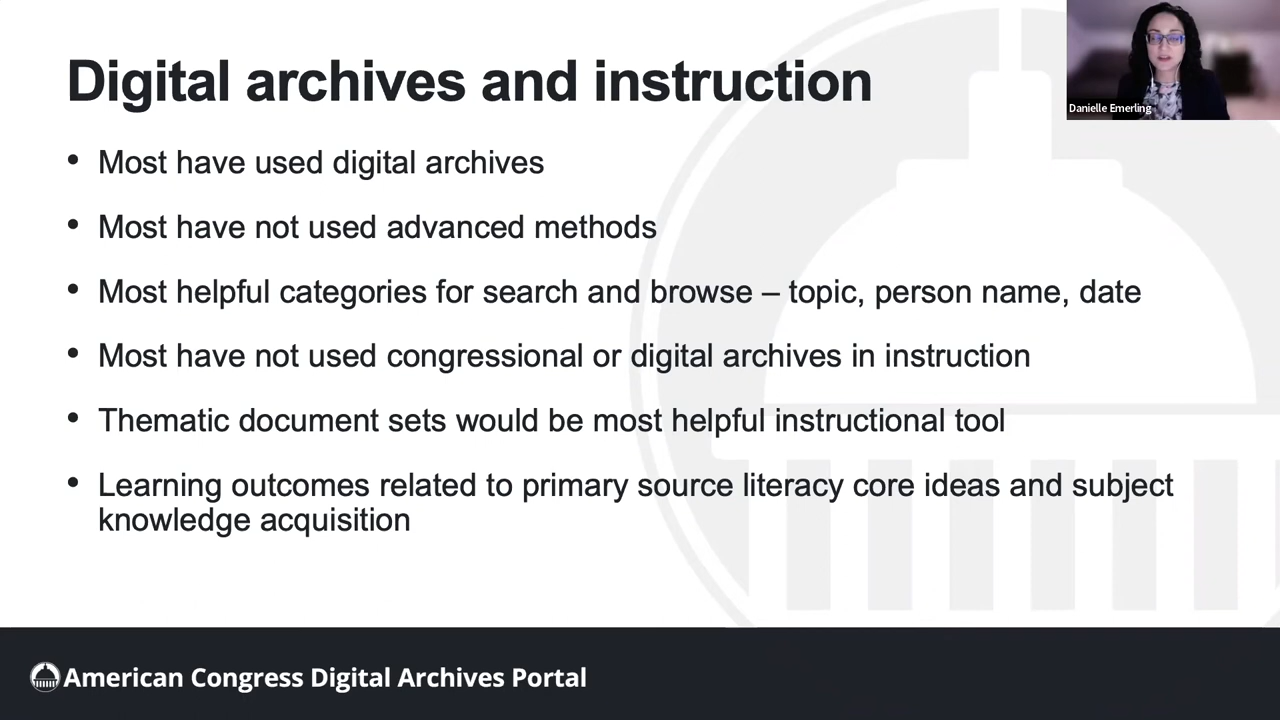 Digital archives and instruction
Danielle Emerling
• Most have used digital archives
• Most have not used advanced methods
• Most helpful categories for search and browse – topic, person name, date
• Most have not used congressional or digital archives in instruction
• Thematic document sets would be most helpful instructional tool
• Learning outcomes related to primary source literacy core ideas and subject
knowledge acquisition
American Congress Digital Archives Portal